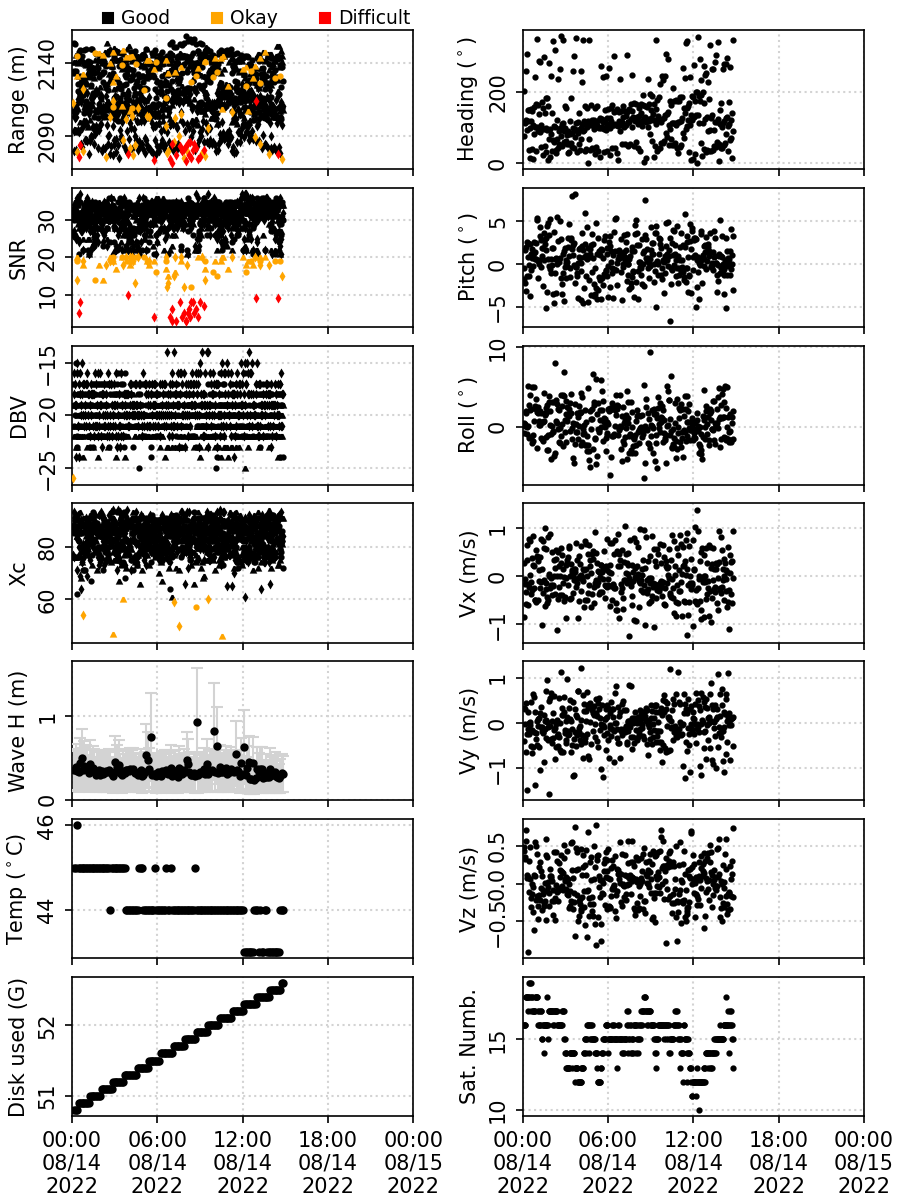 Good Okay Difficult
Range (m)
2140
2090
Heading (°)
200
0
SNR
30
20
10
Pitch (°)
5
0
−5
DBV
−15
−20
−25
Roll (°)
10
0
Xc
80
60
Vx (m/s)
1
0
−1
Wave H (m)
1
0
Vy (m/s)
1
0
−1
Temp (°C)
46
44
Vz (m/s)
0.5
0.0
−0.5
Disk used (G)
52
51
Sat. Numb.
15
10
00:00 06:00 12:00 18:00 00:00
08/14 08/14 08/14 08/14 08/15
2022 2022 2022 2022 2022
00:00 06:00 12:00 18:00 00:00
08/14 08/14 08/14 08/14 08/15
2022 2022 2022 2022 2022